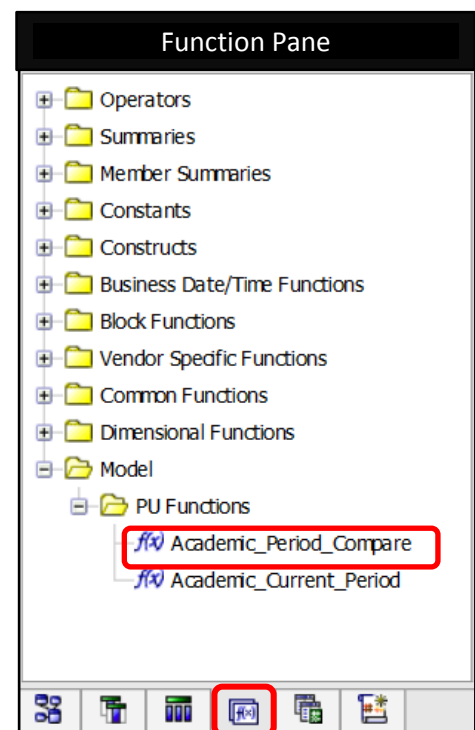 Function Pane
Operators
Summaries
Member Summaries
Constants
Constructs
Business Date/Time Functions
Block Functions
Vendor Specific Functions
Common Functions
Dimensional Functions
Model
PU Functions
f(x) Academic_Period_Compare
f(x) Academic_Current_Period
f(x)